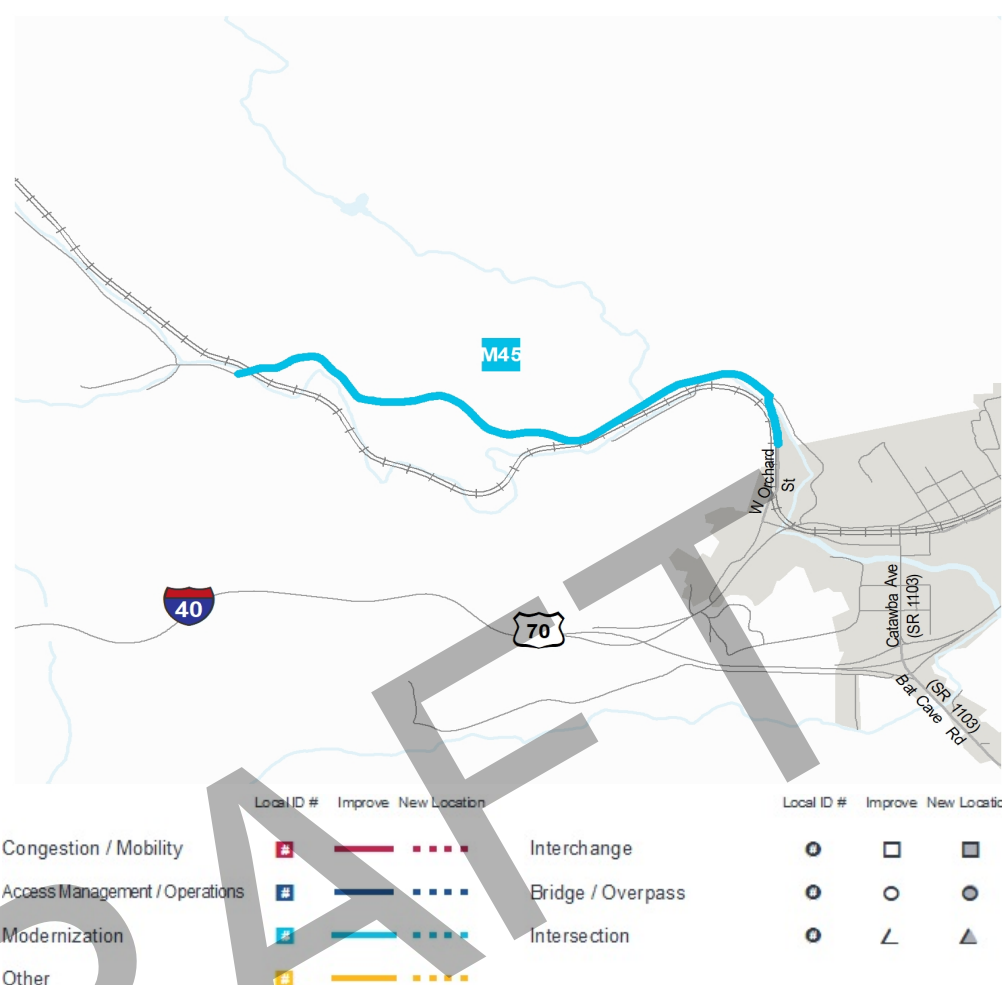 M45
W Orchard
St
40
70
Catawba Ave
(SR 1103)
(SR 1103)
Bat Cave Rd
DRAFT
Local ID # Improve New Location Local ID # Improve New Locatio
Congestion / Mobility # Interchange #
Access Management / Operations # Bridge / Overpass #
Modernization # Intersection #
Other #